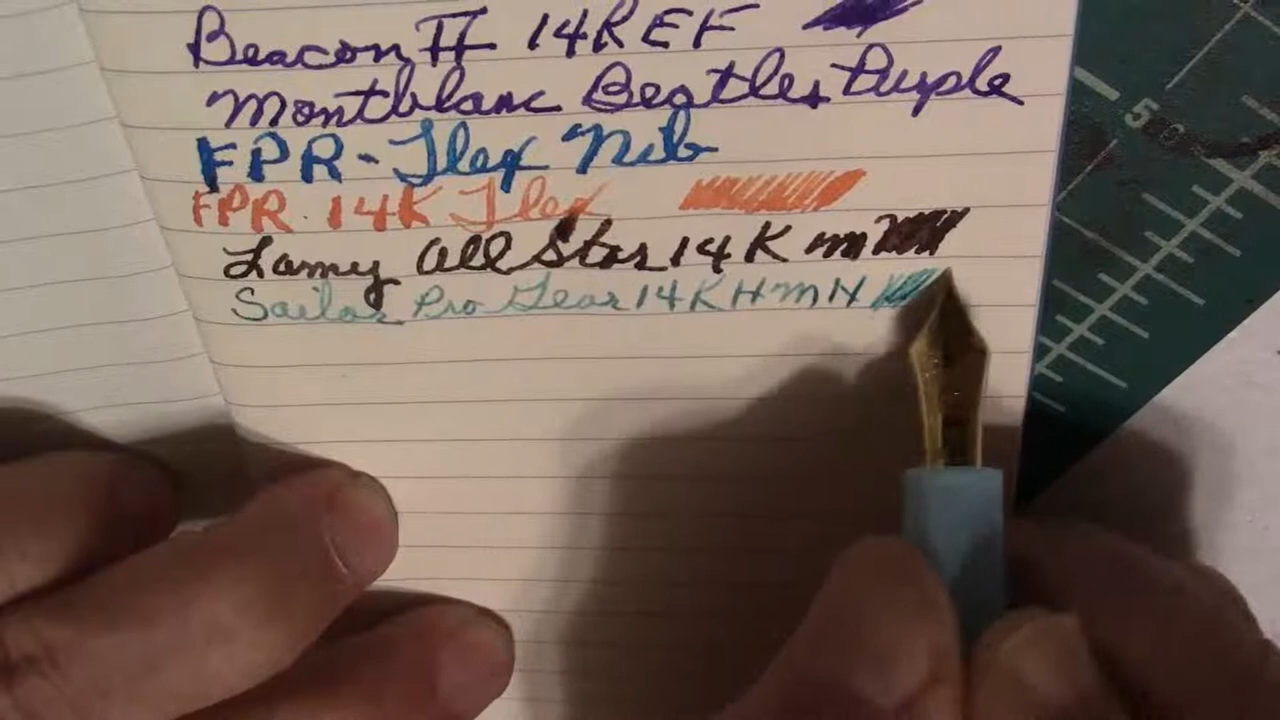 Beacon II 14K EF
Montblanc Beatles Purple
FPR-Flex Nib
FPR. 14K Flex
Lamy All Star 14K m
Sailor Pro Gear 14K HMN
50